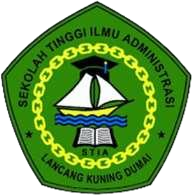 SEKOLAH TINGGI ILMU ADMINISTRASI
STIA
LANCANG KUNING DUMAI